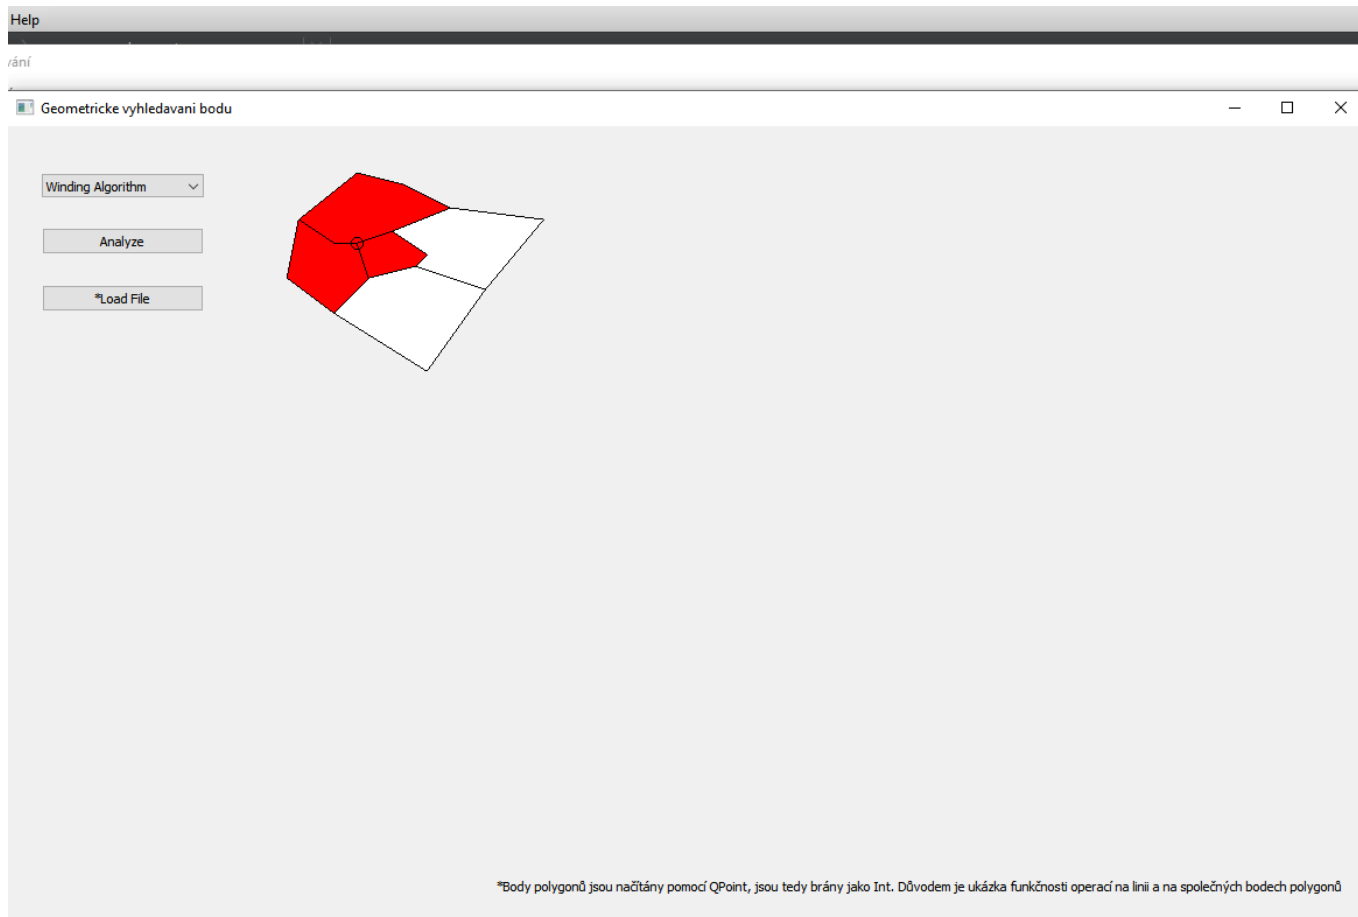 Help
vání
Geometricke vyhledavani bodu
Winding Algorithm
Analyze
*Load File
*Body polygonů jsou načítány pomocí QPoint, jsou tedy brány jako Int. Důvodem je ukázka funkčnosti operací na linii a na společných bodech polygonů